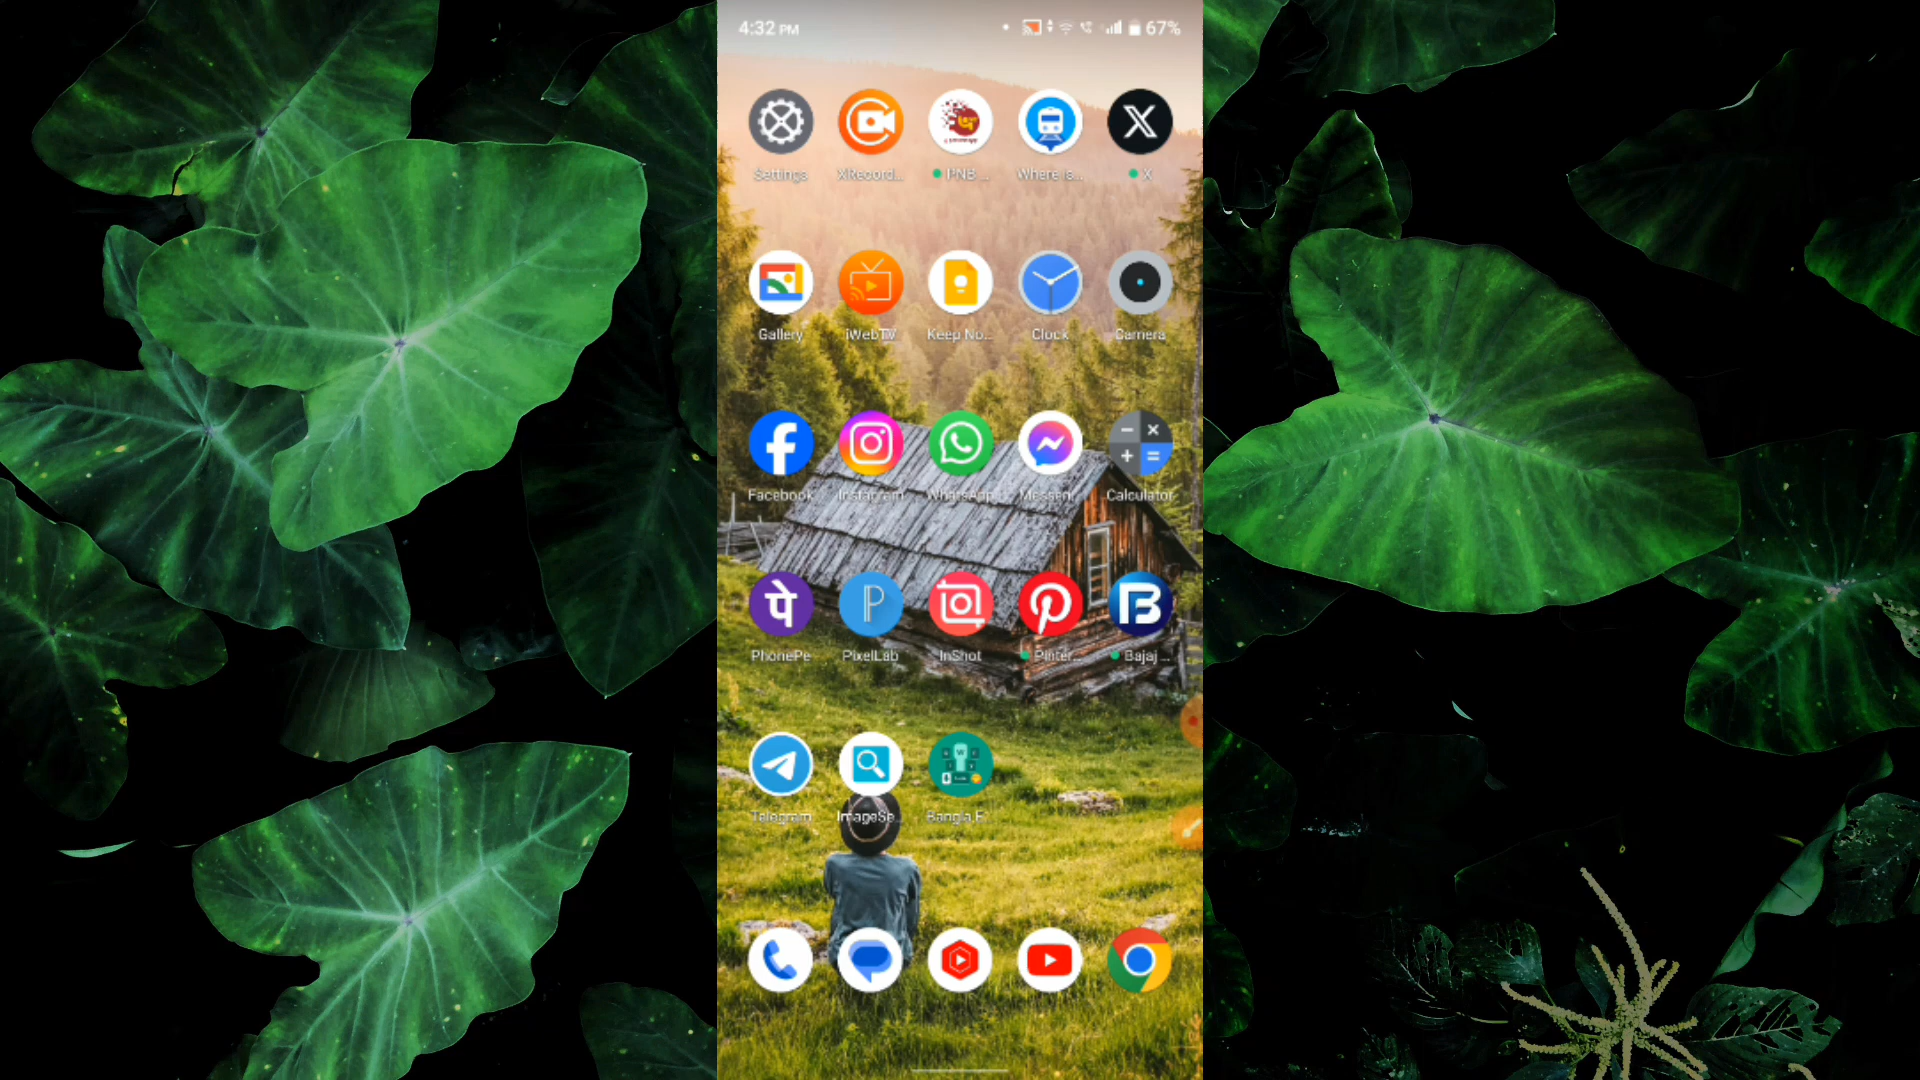 4:32 PM 67%
Settings XRecord... PNB ... Where is... X
Gallery iWebTV Keep No... Clock Camera
Facebook Instagram WhatsApp Messen. Calculator
पे P B
PhonePe PixelLab InShot Pinter... Bajaj ...
Telegram ImageSe.. Bangla E